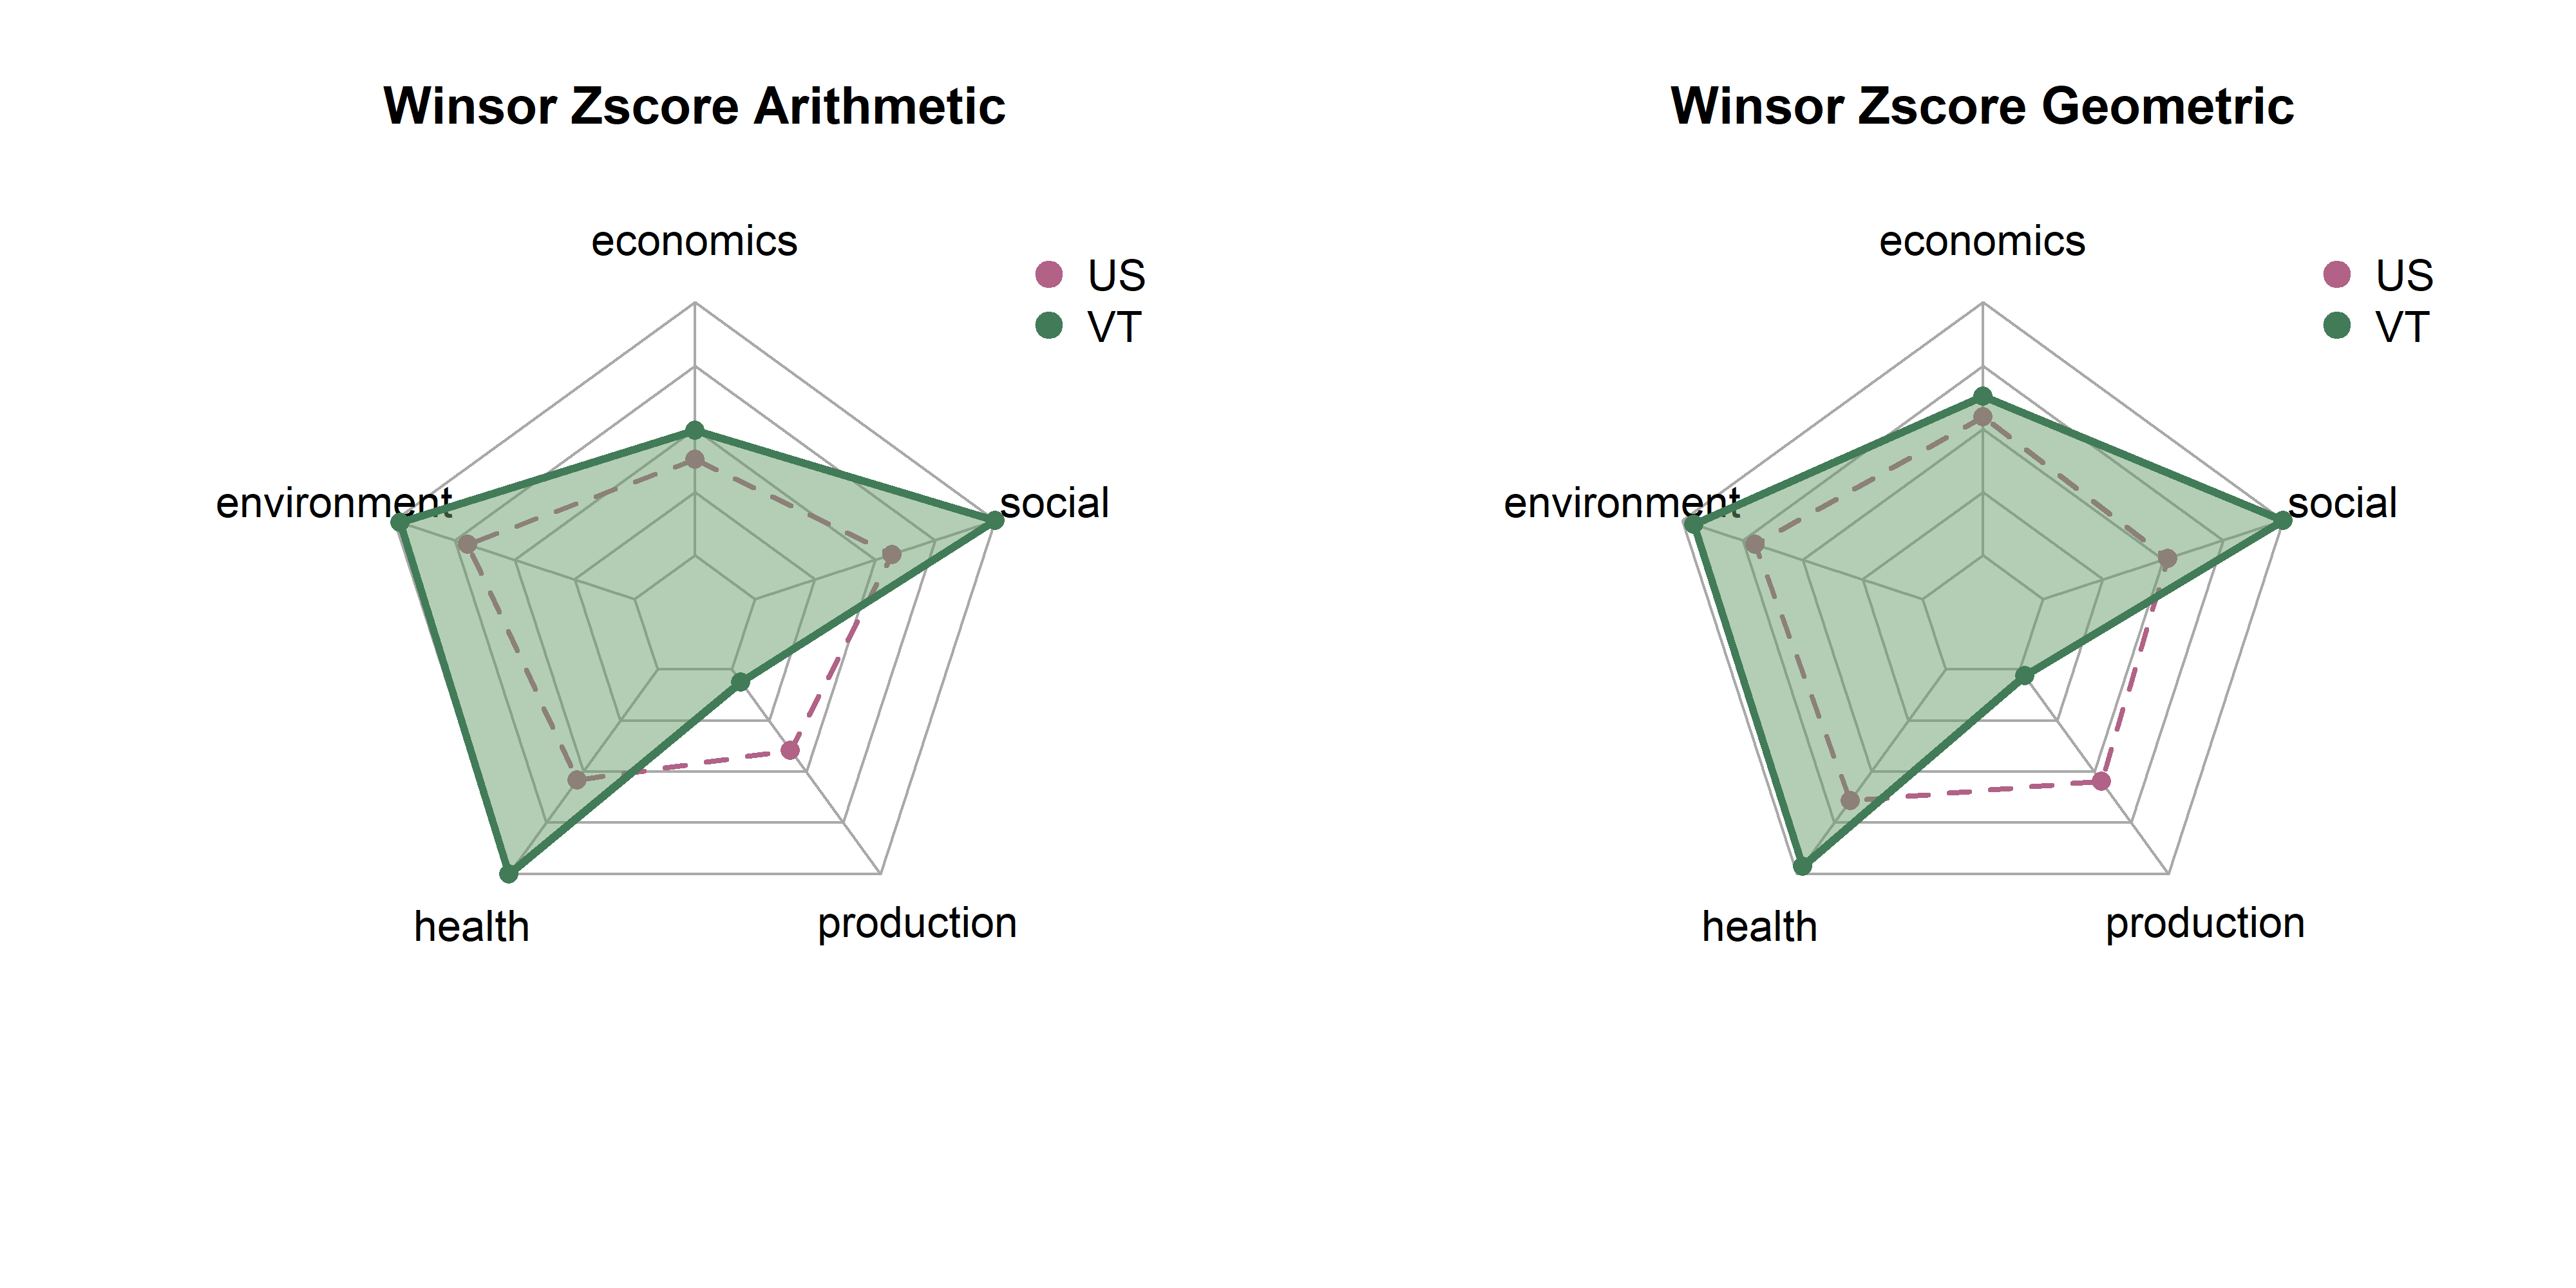 Winsor Zscore Arithmetic
economics
US
VT
environment
social
health
production
Winsor Zscore Geometric
economics
US
VT
environment
social
health
production